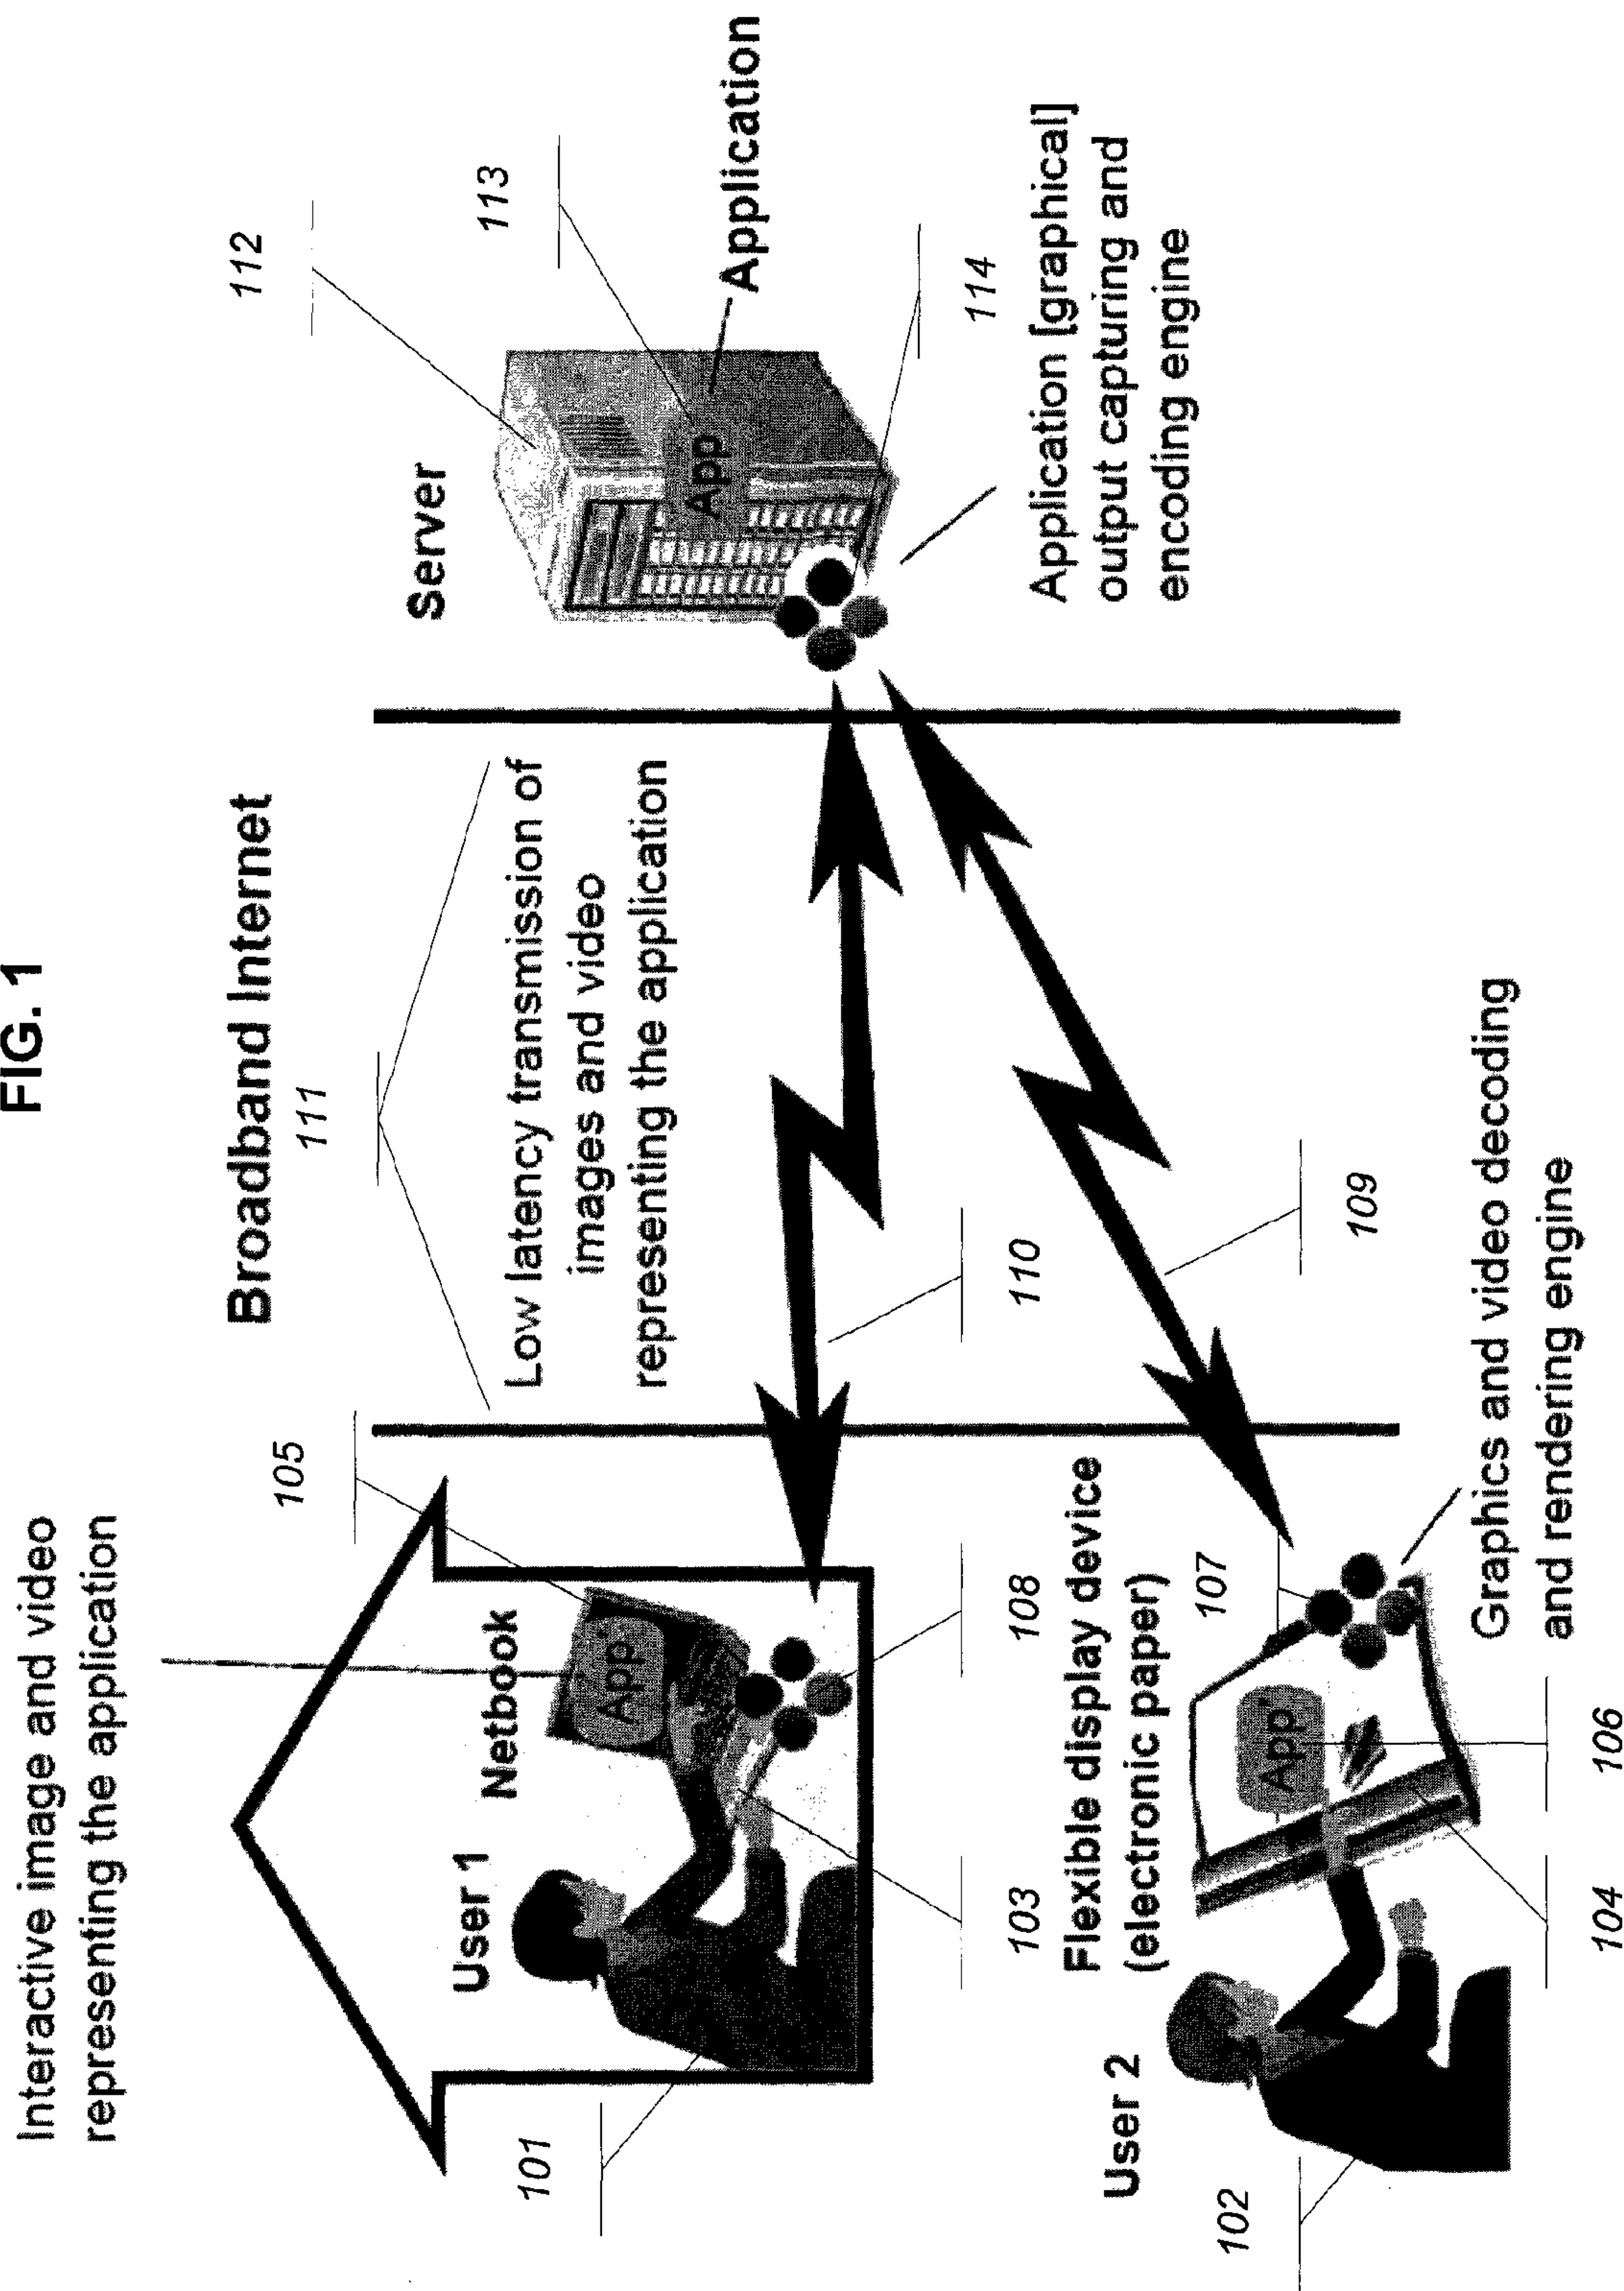 FIG. 1
Interactive image and video
representing the application
Broadband Internet
111
105
112
Server
113
Application
App
114
Application [graphical]
output capturing and
encoding engine
Low latency transmission of
images and video
representing the application
110
109
User 1
Netbook
App'
101
103
108
Flexible display device
(electronic paper)
User 2
App'
107
102
104
106
Graphics and video decoding
and rendering engine